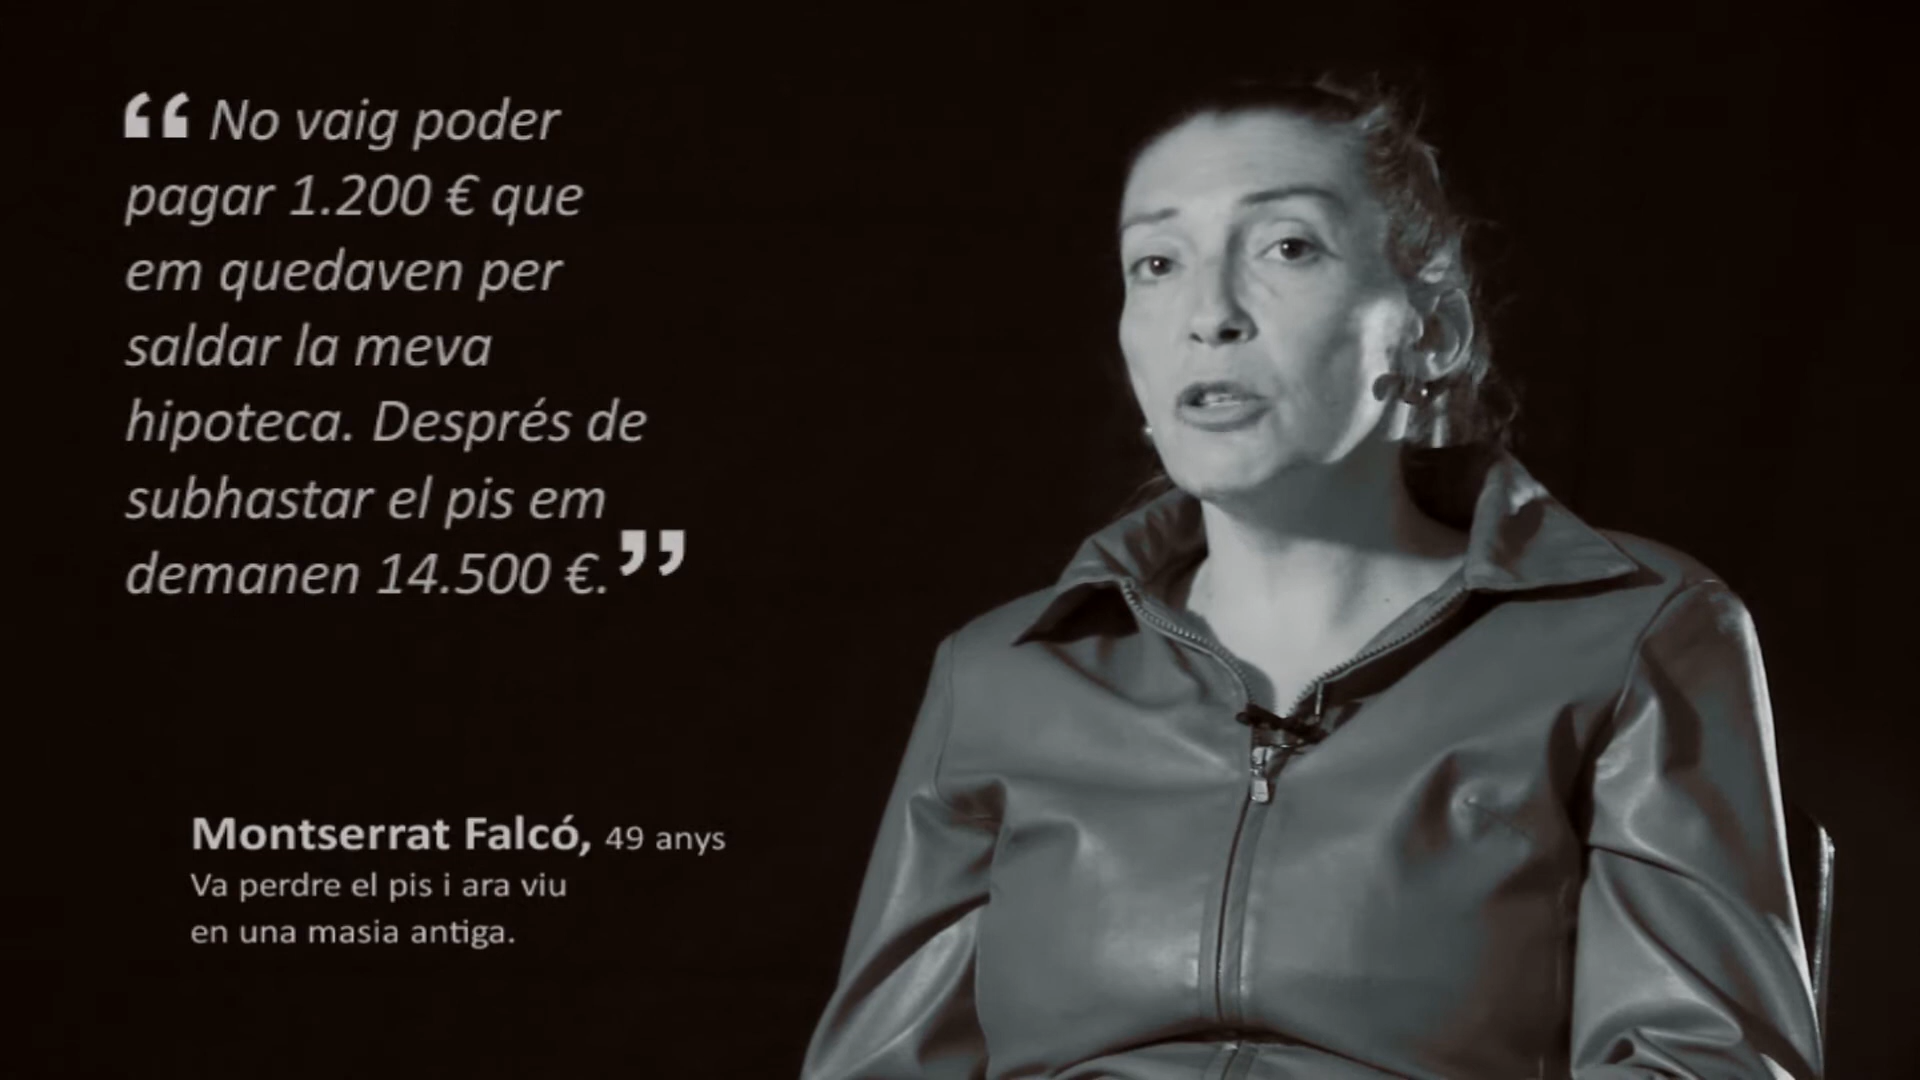 “ No vaig poder
pagar 1.200 € que
em quedaven per
saldar la meva
hipoteca. Després de
subhastar el pis em
demanen 14.500 €.”
Montserrat Falcó, 49 anys
Va perdre el pis i ara viu
en una masia antiga.